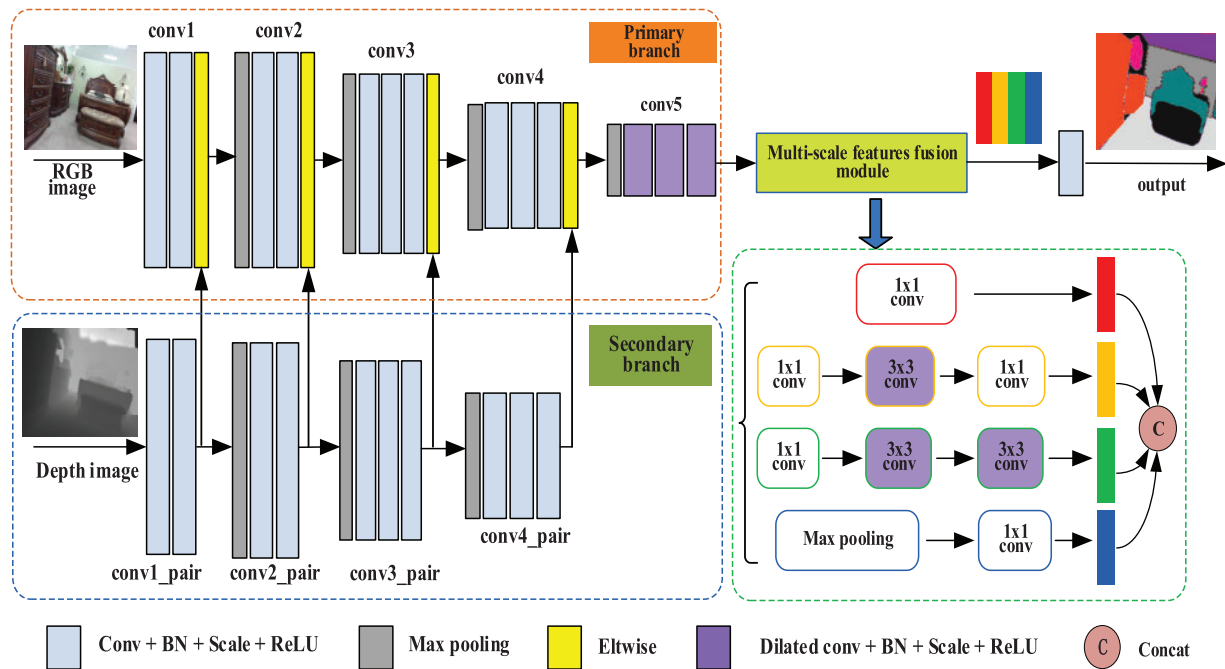 conv1
conv2
conv3
conv4
conv5
Primary
branch
RGB
image
Multi-scale features fusion
module
output
Secondary
branch
Depth image
conv1_pair
conv2_pair
conv3_pair
conv4_pair
1x1
conv
1x1
conv
3x3
conv
1x1
conv
1x1
conv
3x3
conv
3x3
conv
Max pooling
1x1
conv
C
Conv + BN + Scale + ReLU
Max pooling
Eltwise
Dilated conv + BN + Scale + ReLU
C
Concat